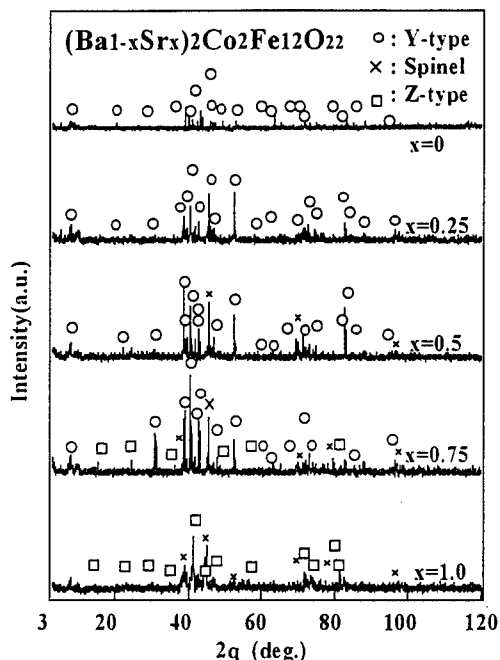 (Ba1-xSrx)2Co2Fe12O22
○ : Y-type
× : Spinel
□ : Z-type
x=0
x=0.25
x=0.5
x=0.75
x=1.0
Intensity(a.u.)
3 20 40 60 80 100 120
2q (deg.)